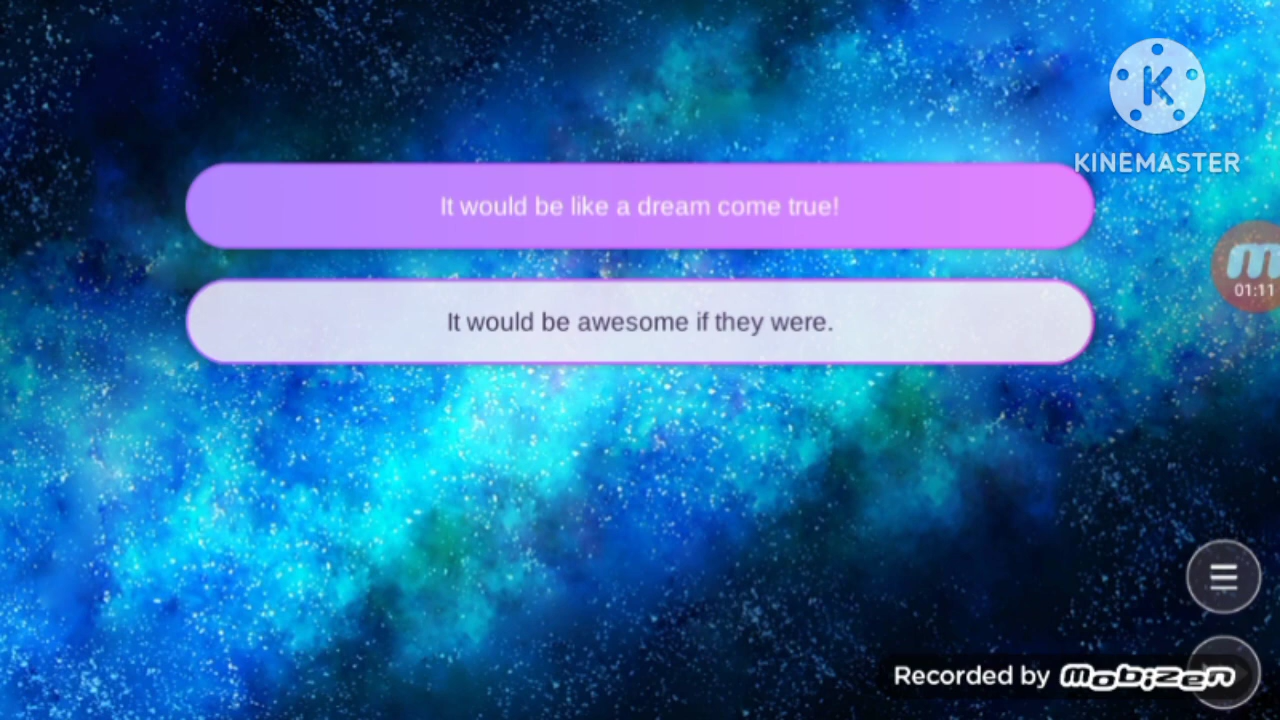 It would be like a dream come true!
It would be awesome if they were.
K
KINEMASTER
m
01:11
Recorded by mobizen